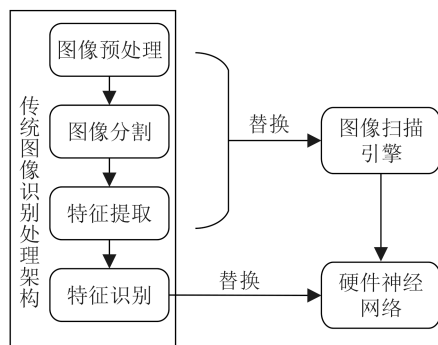 传统图像识别处理架构
图像预处理
图像分割
特征提取
特征识别
替换
图像扫描
引擎
替换
硬件神经
网络